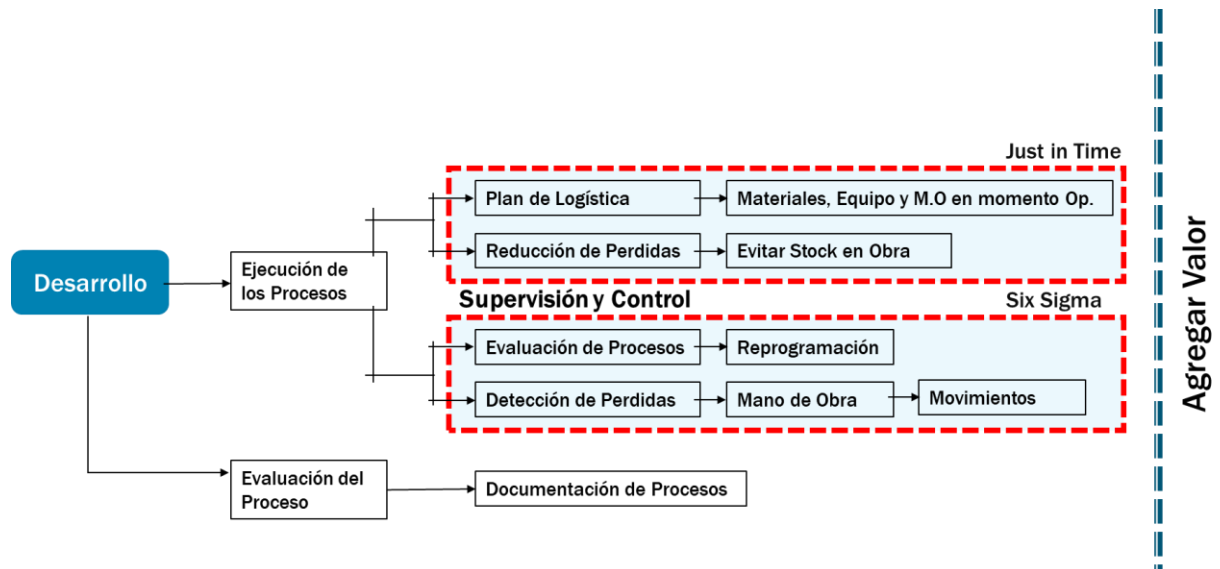 Just in Time
Plan de Logística
Materiales, Equipo y M.O en momento Op.
Reducción de Perdidas
Evitar Stock en Obra
Desarrollo
Ejecución de
los Procesos
Supervisión y Control
Six Sigma
Evaluación de Procesos
Reprogramación
Detección de Perdidas
Mano de Obra
Movimientos
Evaluación del
Proceso
Documentación de Procesos
Agregar Valor